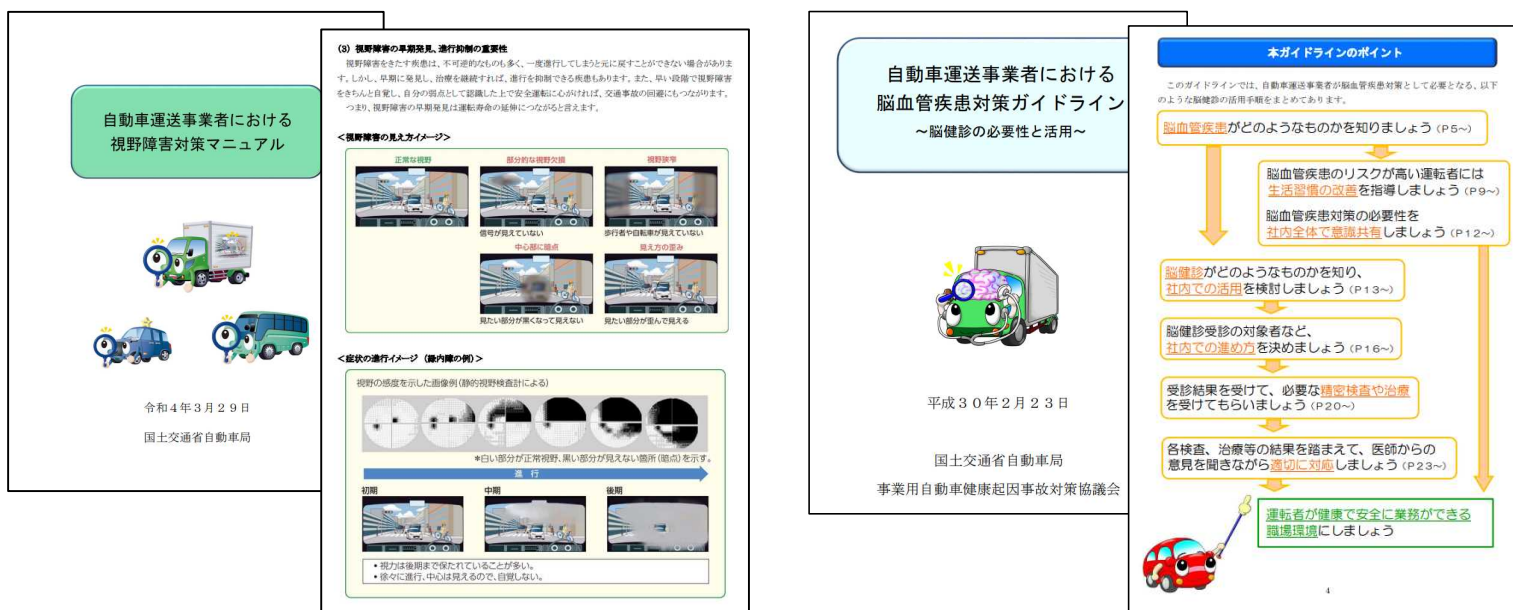 自動車運送事業者における
視野障害対策マニュアル
令和4年3月29日
国土交通省自動車局
(3) 視野障害の早期発見、進行抑制の重要性
視野障害をきたす疾患は、不可逆的なものも多く、一度進行してしまうと元に戻すことができない場合がありま
す。しかし、早期に発見し、治療を継続すれば、進行を抑制できる疾患もあります。また、早い段階で視野障害
をきちんと自覚し、自分の弱点として認識した上で安全運転に心がければ、交通事故の回避にもつながります。
つまり、視野障害の早期発見は運転寿命の延伸につながると言えます。
<視野障害の見え方イメージ>
正常な視野
部分的な視野欠損
視野狭窄
信号が見えていない
歩行者や自転車が見えていない
中心部に暗点
見え方の歪み
見たい部分が黒くなって見えない
見たい部分が歪んで見える
<症状の進行イメージ（緑内障の例）>
視野の感度を示した画像例(静的視野検査計による)
*白い部分が正常視野、黒い部分が見えない箇所(暗点)を示す。
進 行
初期
中期
後期
• 視力は後期まで保たれていることが多い。
• 徐々に進行、中心は見えるので、自覚しない。
自動車運送事業者における
脳血管疾患対策ガイドライン
～脳健診の必要性と活用～
平成30年2月23日
国土交通省自動車局
事業用自動車健康起因事故対策協議会
本ガイドラインのポイント
このガイドラインでは、自動車運送事業者が脳血管疾患対策として必要となる、以下
のような脳健診の活用手順をまとめてあります。
脳血管疾患がどのようなものかを知りましょう（P5～）
脳血管疾患のリスクが高い運転者には
生活習慣の改善を指導しましょう（P9～）
脳血管疾患対策の必要性を
社内全体で意識共有しましょう（P12～）
脳健診がどのようなものかを知り、
社内での活用を検討しましょう（P13～）
脳健診受診の対象者など、
社内での進め方を決めましょう（P16～）
受診結果を受けて、必要な精密検査や治療
を受けてもらいましょう（P20～）
各検査、治療等の結果を踏まえて、医師からの
意見を聞きながら適切に対応しましょう（P23～）
運転者が健康で安全に業務ができる
職場環境にしましょう
4